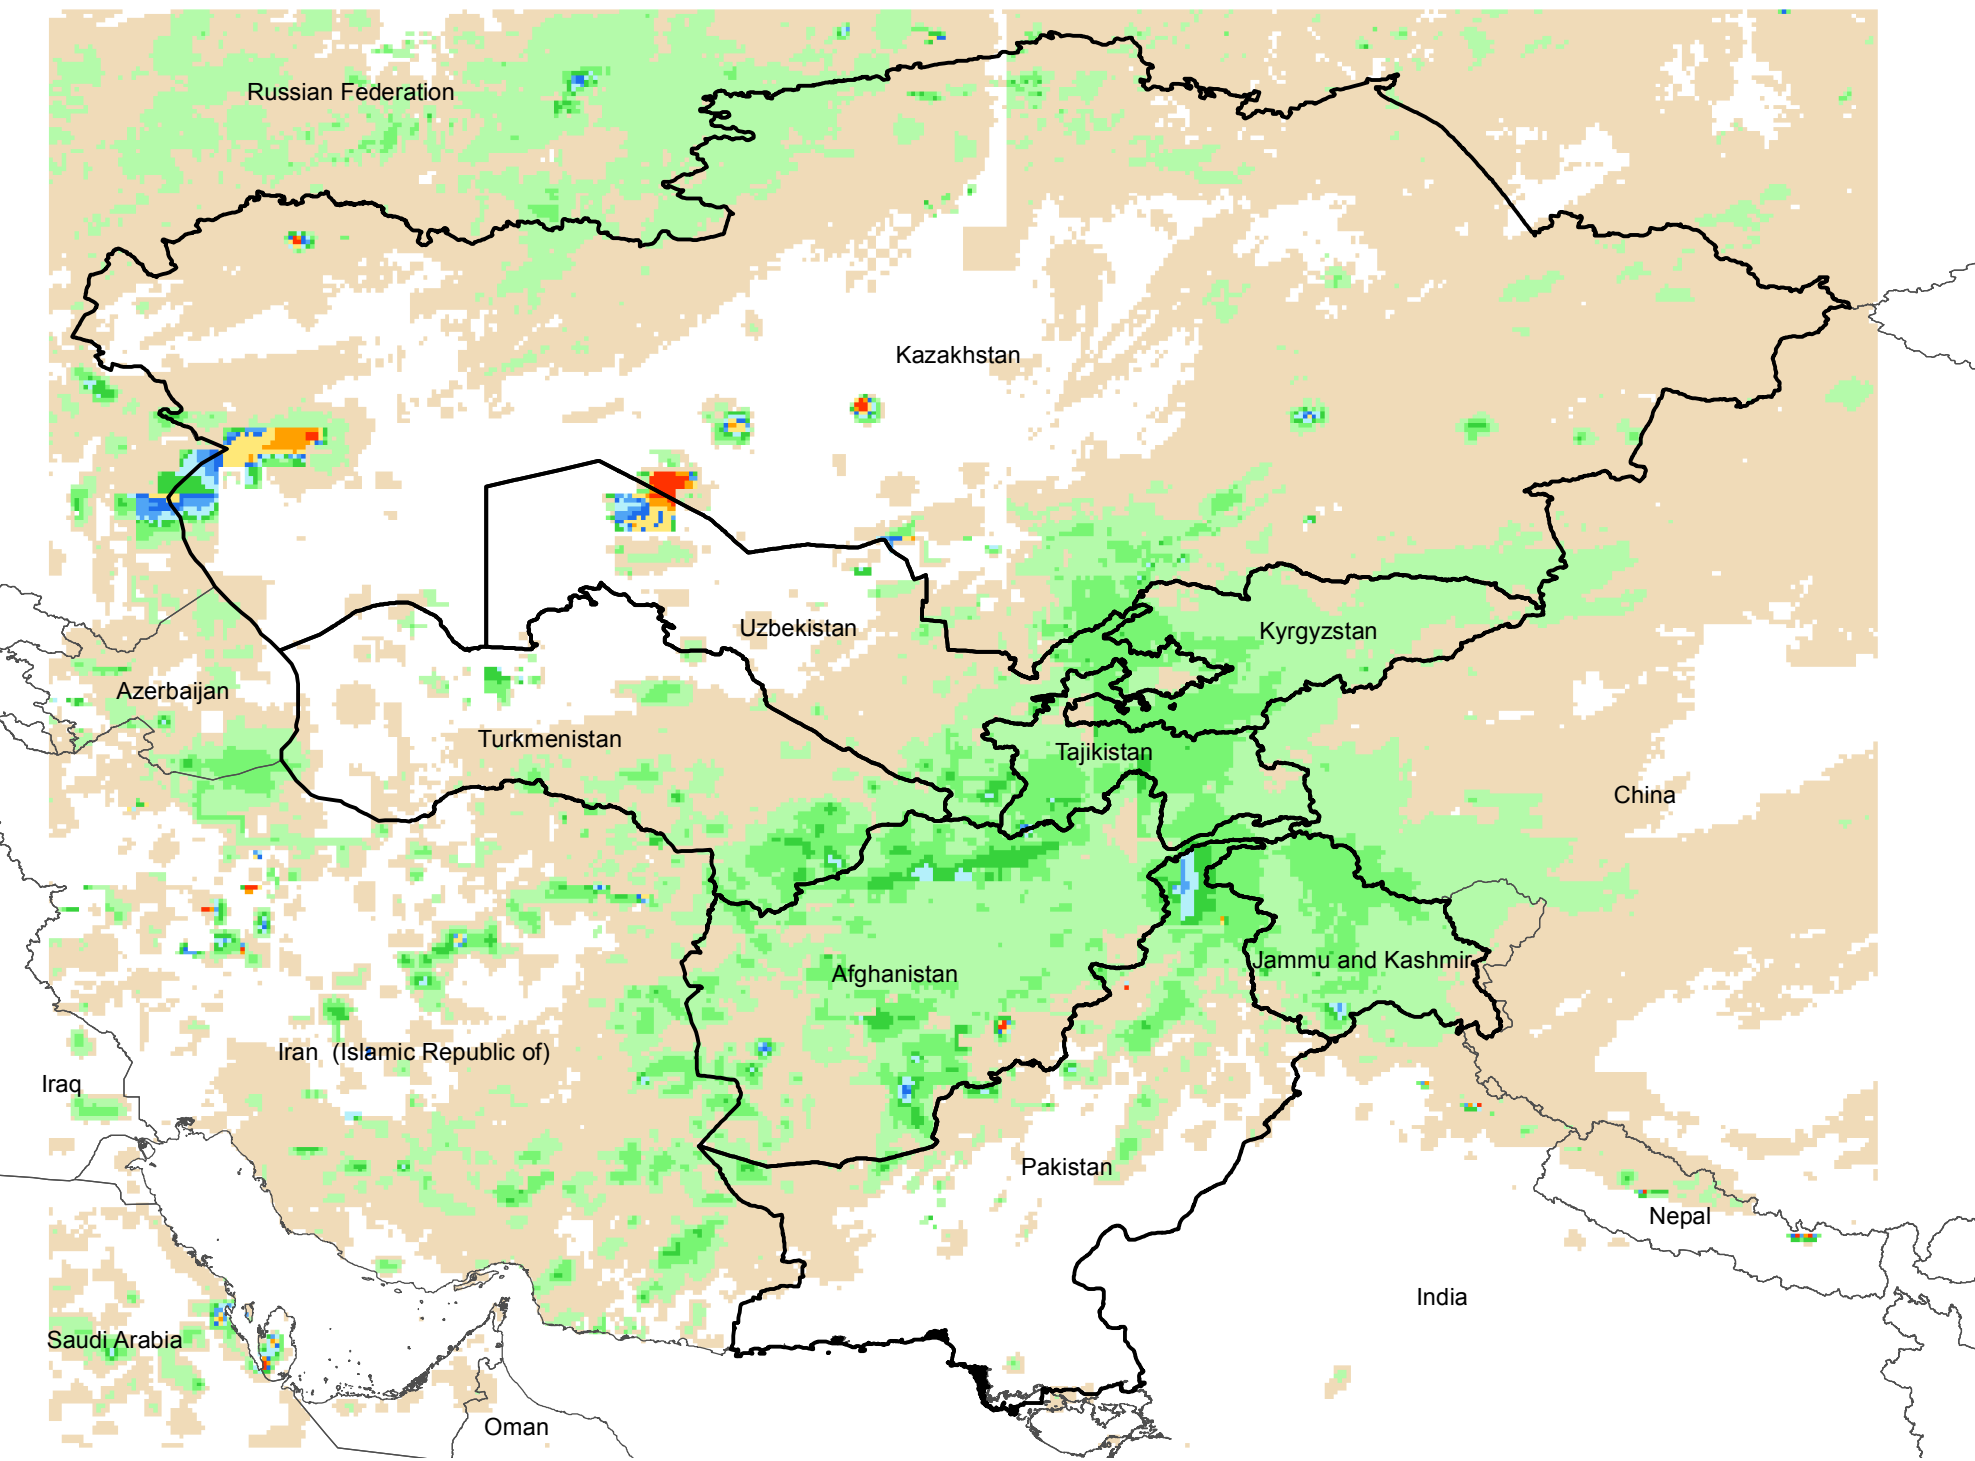 Russian Federation
Kazakhstan
Uzbekistan
Kyrgyzstan
Azerbaijan
Turkmenistan
Tajikistan
China
Afghanistan
Jammu and Kashmir
Iran (Islamic Republic of)
Iraq
Pakistan
Nepal
India
Saudi Arabia
Oman